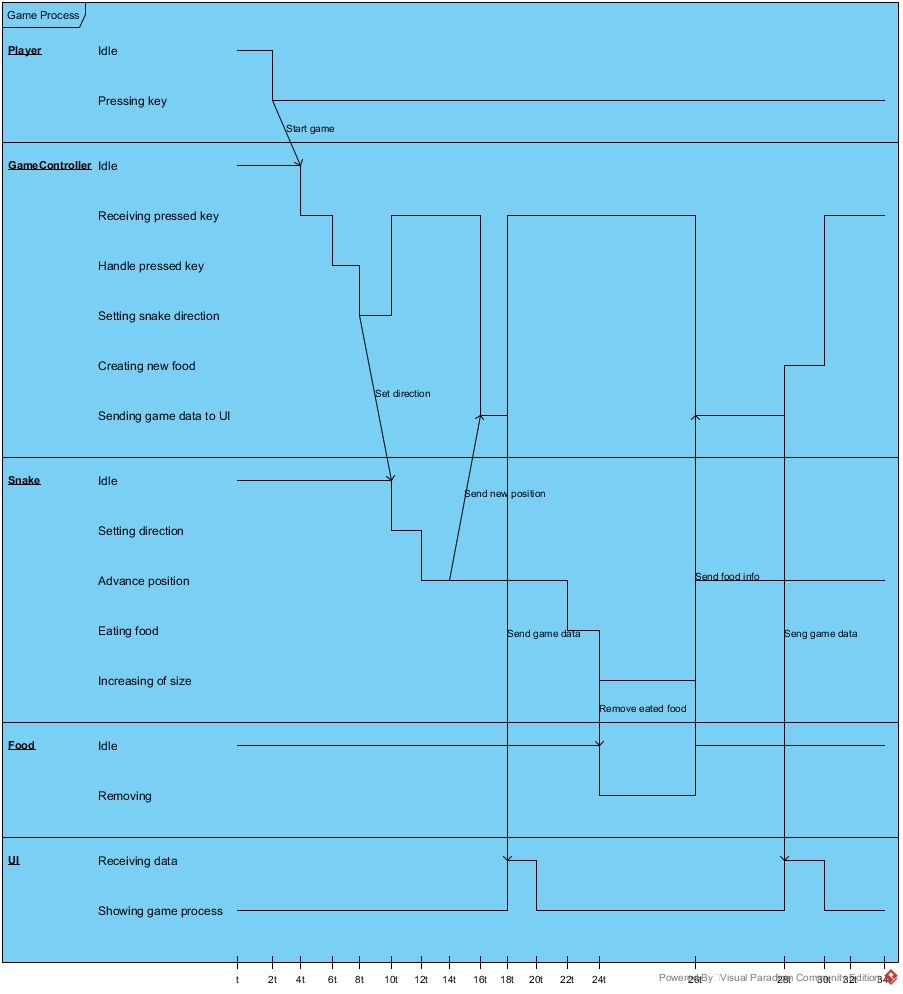 Game Process
Player
Idle
Pressing key
Start game
GameController
Idle
Receiving pressed key
Handle pressed key
Setting snake direction
Creating new food
Set direction
Sending game data to UI
Snake
Idle
Send new position
Setting direction
Advance position
Send food info
Eating food
Send game data
Seng game data
Increasing of size
Remove eated food
Food
Idle
Removing
UI
Receiving data
Showing game process
t 2t 4t 6t 8t 10t 12t 14t 16t 18t 20t 22t 24t 26t 28t 30t 32t 34t
Powered By Visual Paradigm Community Edition